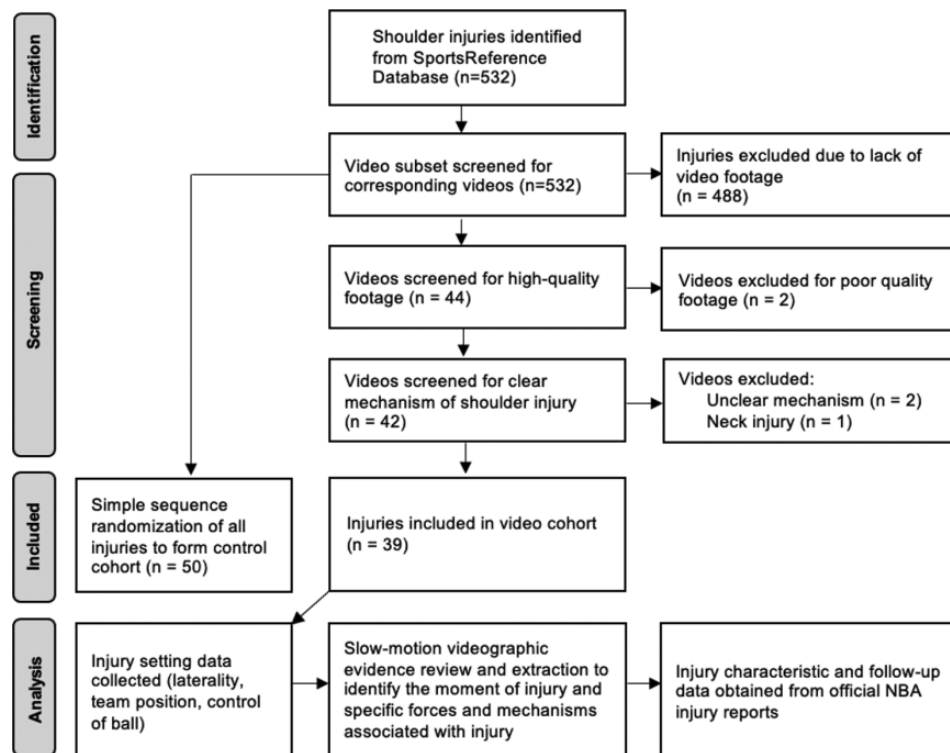 Identification
Shoulder injuries identified
from SportsReference
Database (n=532)
Video subset screened for
corresponding videos (n=532)
Injuries excluded due to lack of
video footage
(n = 488)
Screening
Videos screened for high-quality
footage (n = 44)
Videos excluded for poor quality
footage (n = 2)
Videos screened for clear
mechanism of shoulder injury
(n = 42)
Videos excluded:
Unclear mechanism (n = 2)
Neck injury (n = 1)
Included
Simple sequence
randomization of all
injuries to form control
cohort (n = 50)
Injuries included in video cohort
(n = 39)
Analysis
Injury setting data
collected (laterality,
team position, control
of ball)
Slow-motion videographic
evidence review and extraction to
identify the moment of injury and
specific forces and mechanisms
associated with injury
Injury characteristic and follow-up
data obtained from official NBA
injury reports